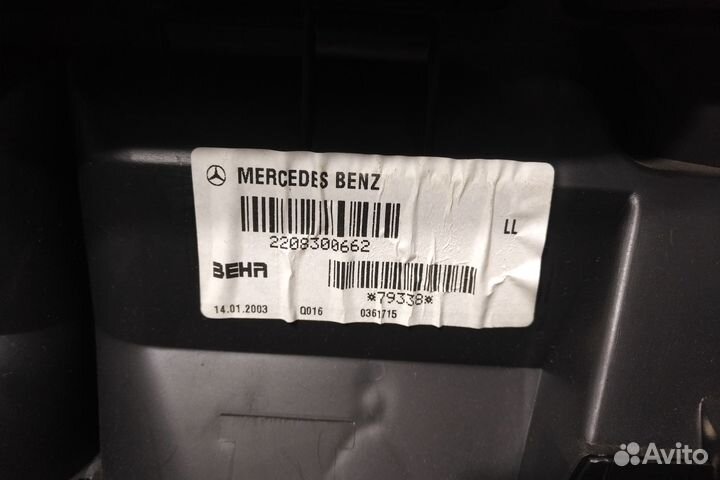 MERCEDES BENZ
2208300662
LL
BEHR
*79338*
14.01.2003 Q016 0361715
Avito